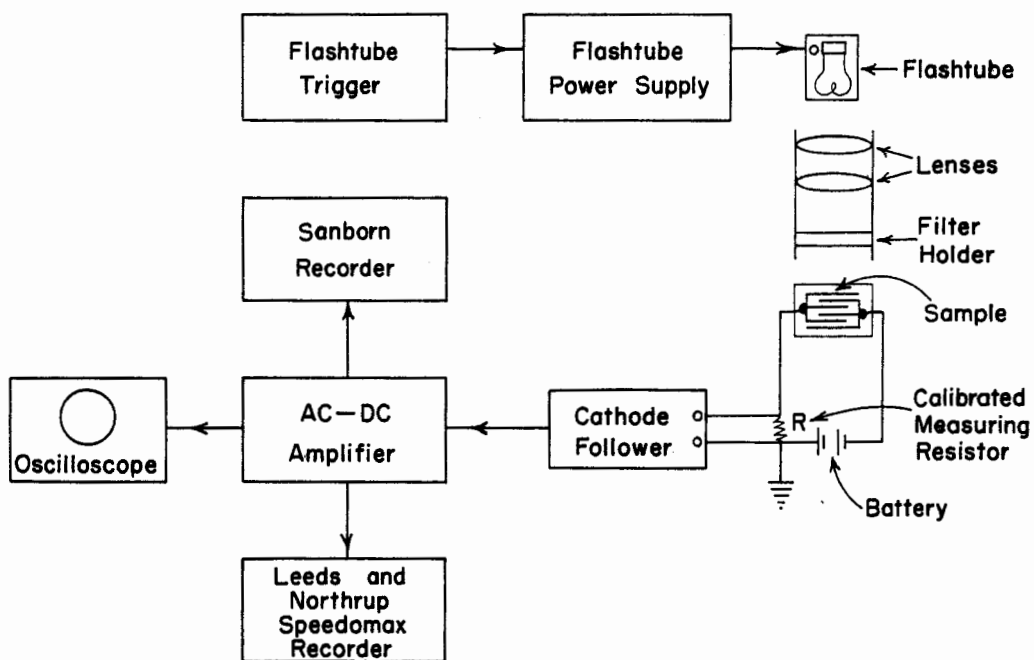 Flashtube
Trigger
Flashtube
Power Supply
Flashtube
Lenses
Filter
Holder
Sanborn
Recorder
Sample
Oscilloscope
AC-DC
Amplifier
Cathode
Follower
R
Calibrated
Measuring
Resistor
Battery
Leeds and
Northrup
Speedomax
Recorder